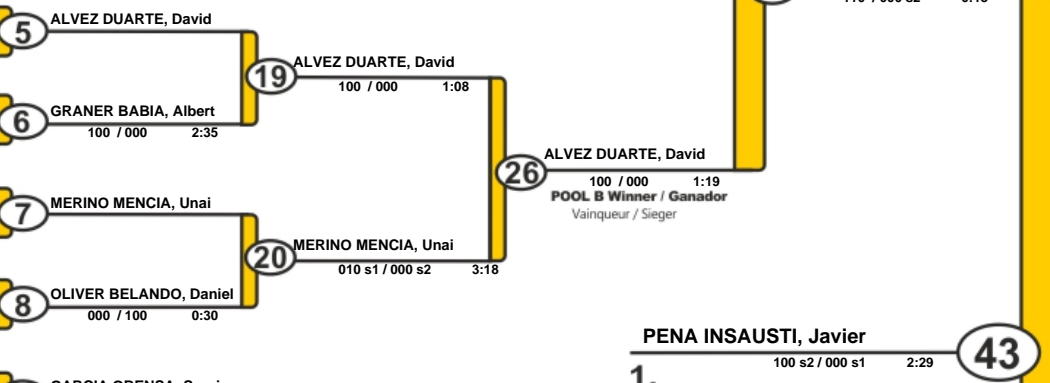 5 ALVEZ DUARTE, David
19 ALVEZ DUARTE, David
100 / 000 1:08
6 GRANER BABIA, Albert
100 / 000 2:35
26 ALVEZ DUARTE, David
100 / 000 1:19
POOL B Winner / Ganador
Vainqueur / Sieger
7 MERINO MENCIA, Unai
20 MERINO MENCIA, Unai
010 s1 / 000 s2 3:18
8 OLIVER BELANDO, Daniel
000 / 100 0:30
PENA INSAUSTI, Javier
43
100 s2 / 000 s1 2:29
1.